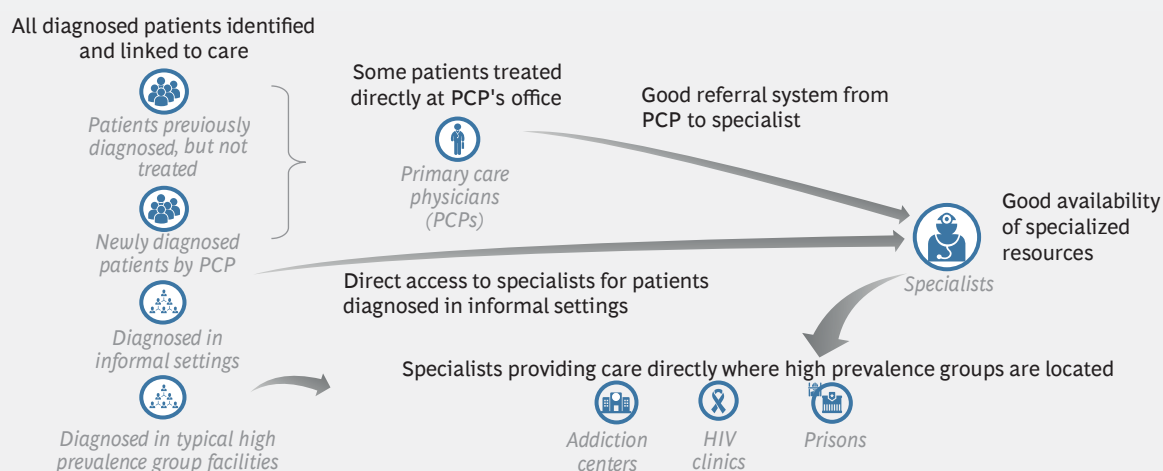 All diagnosed patients identified
and linked to care
Patients previously
diagnosed, but not
treated
Newly diagnosed
patients by PCP
Diagnosed in
informal settings
Diagnosed in typical high
prevalence group facilities
Some patients treated
directly at PCP's office
Primary care
physicians
(PCPs)
Good referral system from
PCP to specialist
Direct access to specialists for patients
diagnosed in informal settings
Good availability
of specialized
resources
Specialists
Specialists providing care directly where high prevalence groups are located
Addiction
centers
HIV
clinics
Prisons